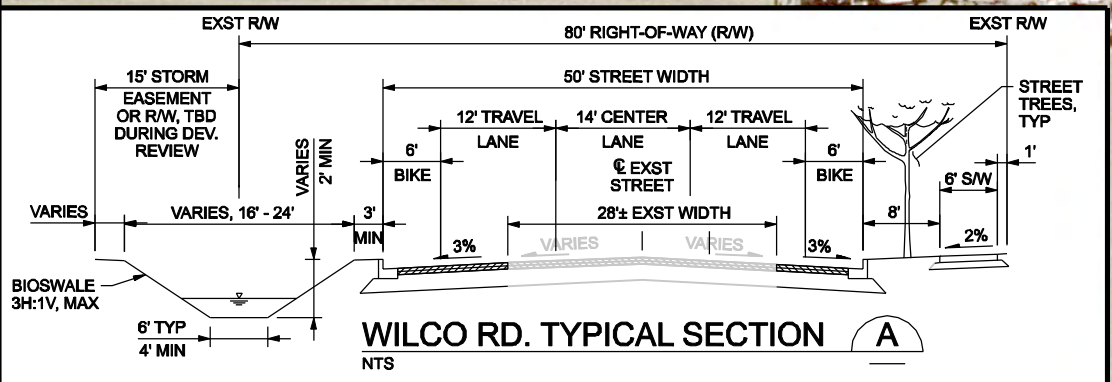 EXST R/W
EXST R/W
80' RIGHT-OF-WAY (R/W)
15' STORM
EASEMENT
OR R/W, TBD
DURING DEV.
REVIEW
50' STREET WIDTH
STREET
TREES,
TYP
12' TRAVEL
LANE
14' CENTER
LANE
12' TRAVEL
LANE
VARIES
2' MIN
6'
BIKE
℄ EXST
STREET
6'
BIKE
1'
6' S/W
VARIES
VARIES, 16' - 24'
3'
MIN
28'± EXST WIDTH
8'
3%
VARIES
VARIES
3%
2%
BIOSWALE
3H:1V, MAX
6' TYP
4' MIN
WILCO RD. TYPICAL SECTION
A
NTS